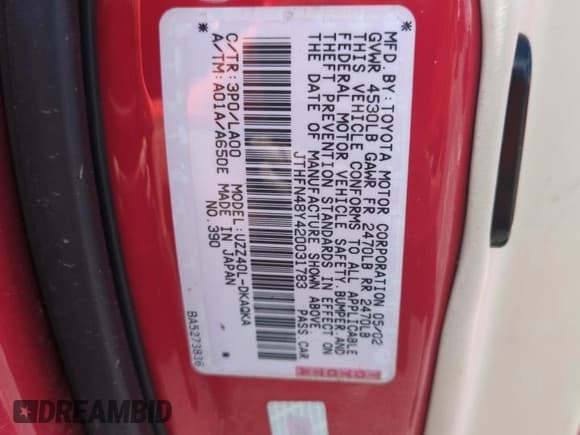 MFD. BY: TOYOTA MOTOR CORPORATION 05/02
GVWR 4530LB GAWR FR 2470LB RR 2470LB
THIS VEHICLE CONFORMS TO ALL APPLICABLE
FEDERAL MOTOR VEHICLE SAFETY, BUMPER, AND
THEFT PREVENTION STANDARDS IN EFFECT ON
THE DATE OF MANUFACTURE SHOWN ABOVE.
JTHFN48Y420031783 PASS. CAR
C/TR: 3P0/LA00 MODEL: UZZ40L-DKAQKA
A/TM: A01A/A650E MADE IN JAPAN
NO.390
BA5273836
DREAMBID